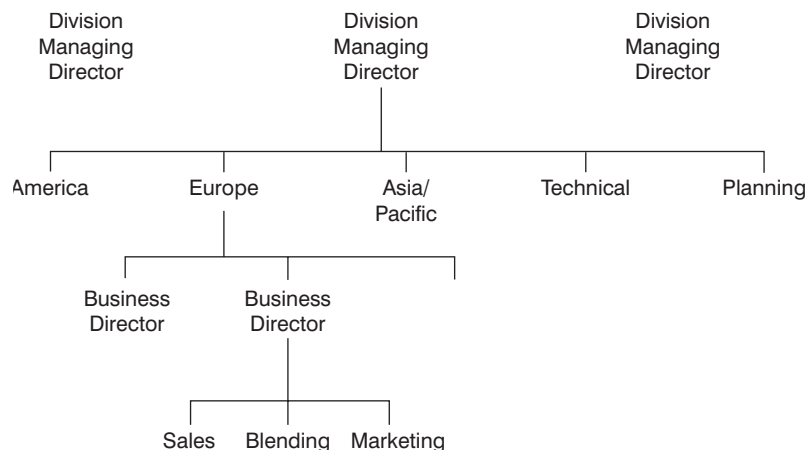 Division
Managing
Director
Division
Managing
Director
Division
Managing
Director
America
Europe
Asia/
Pacific
Technical
Planning
Business
Director
Business
Director
Sales
Blending
Marketing